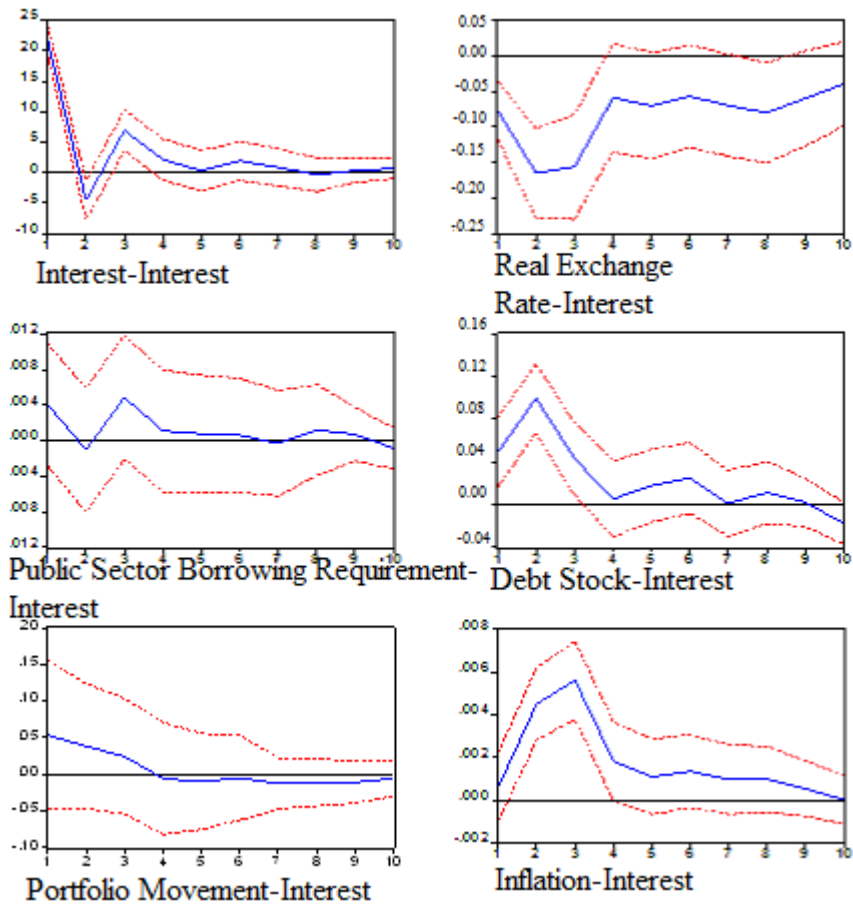 25
20
15
10
5
0
-5
-10
1 2 3 4 5 6 7 8 9 10
Interest-Interest
0.05
0.00
-0.05
-0.10
-0.15
-0.20
-0.25
1 2 3 4 5 6 7 8 9 10
Real Exchange
Rate-Interest
.012
.008
.004
.000
.004
.008
.012
1 2 3 4 5 6 7 8 9 10
Public Sector Borrowing Requirement-
Interest
0.16
0.12
0.08
0.04
0.00
-0.04
1 2 3 4 5 6 7 8 9 10
Debt Stock-Interest
.20
.15
.10
.05
.00
-.05
-.10
1 2 3 4 5 6 7 8 9 10
Portfolio Movement-Interest
.008
.006
.004
.002
.000
-.002
1 2 3 4 5 6 7 8 9 10
Inflation-Interest